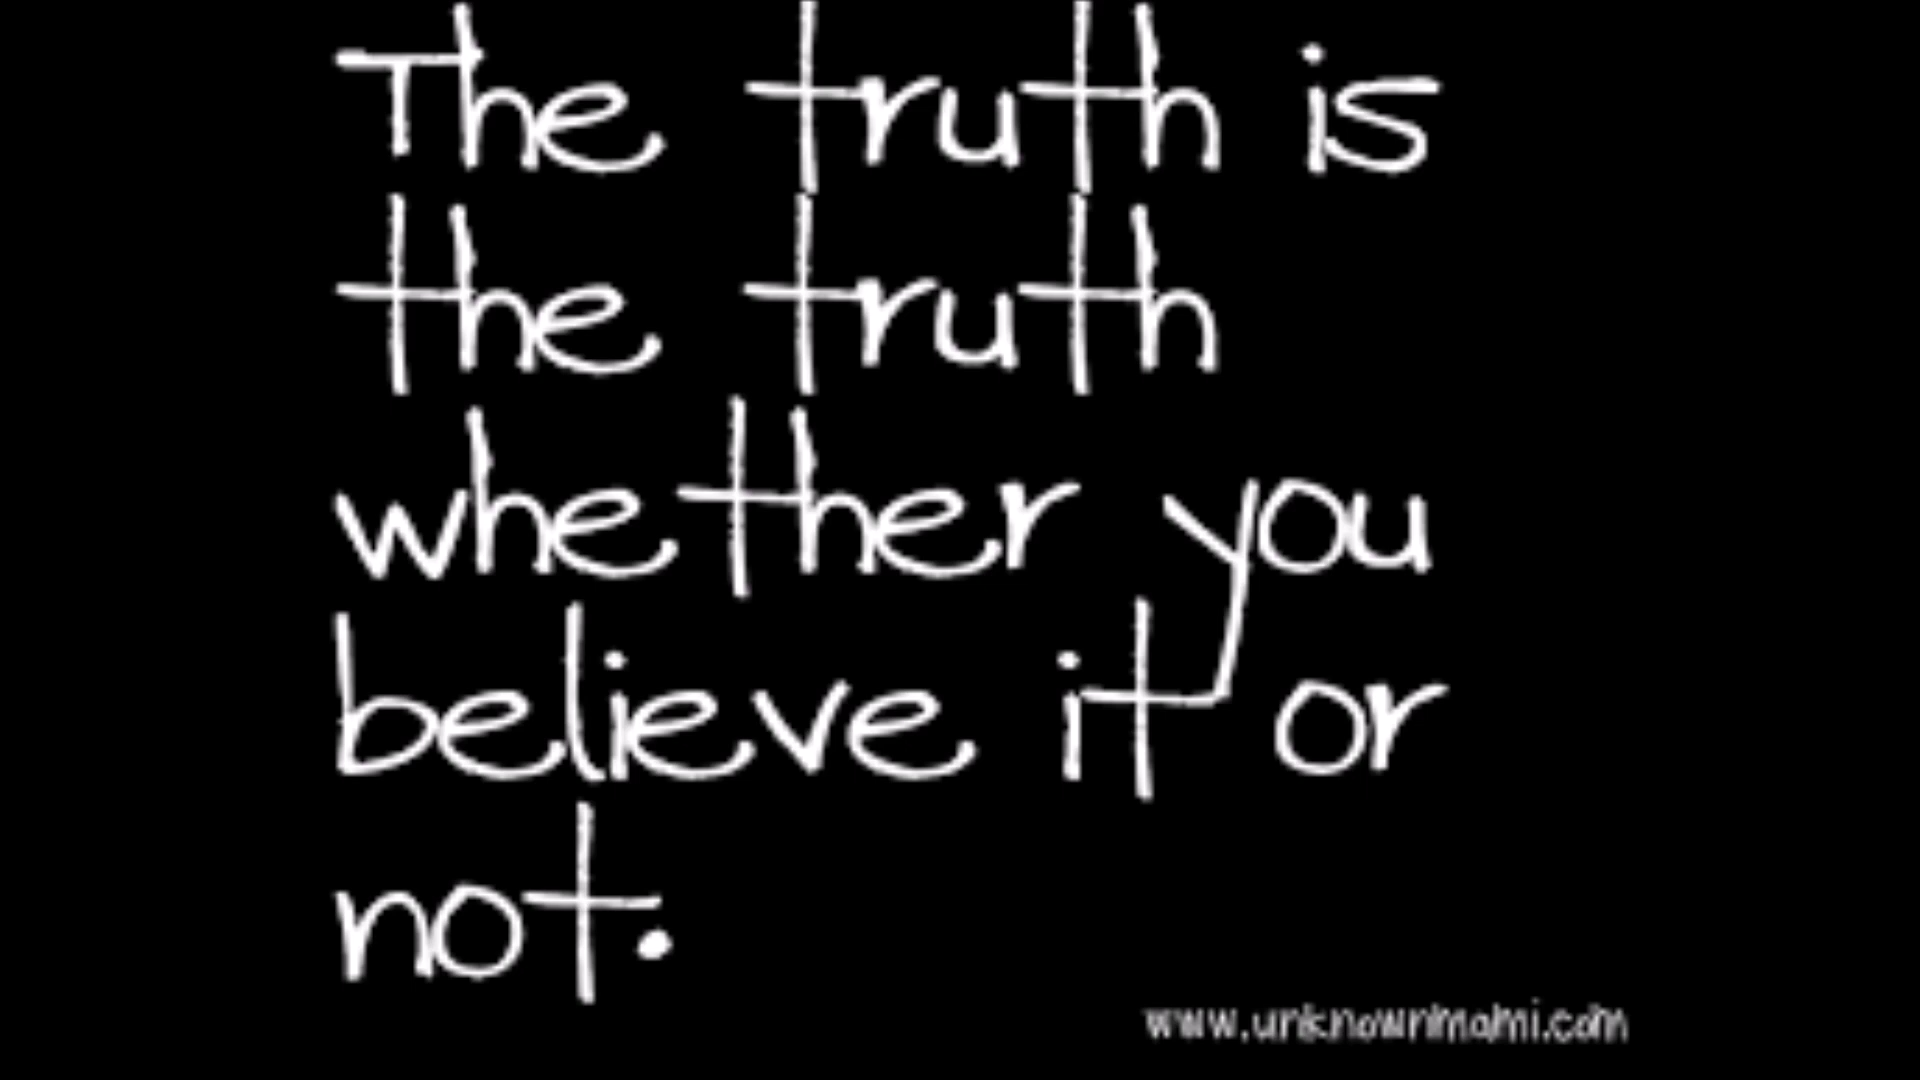 The truth is
the truth
whether you
believe it or
not.
www.unknownmami.com